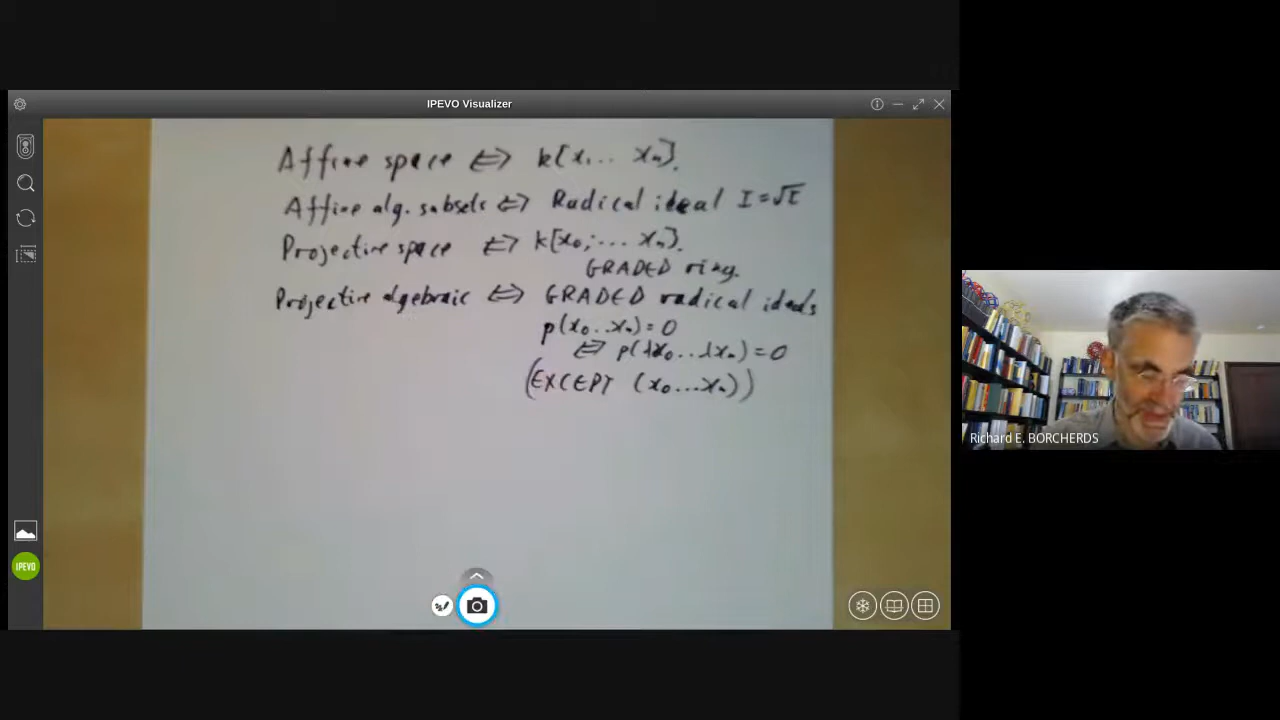 IPEVO Visualizer
Affine space ⇔ k[x₁... xₙ].
Affine alg. subsets ⇔ Radical ideal I=√I
Projective space ⇔ k[x₀,... xₙ].
GRADED ring.
Projective algebraic ⇔ GRADED radical ideals
p(x₀..xₙ)=0
⇔ p(λx₀..λxₙ)=0
(EXCEPT (x₀...xₙ))
IPEVO
Richard E. BORCHERDS